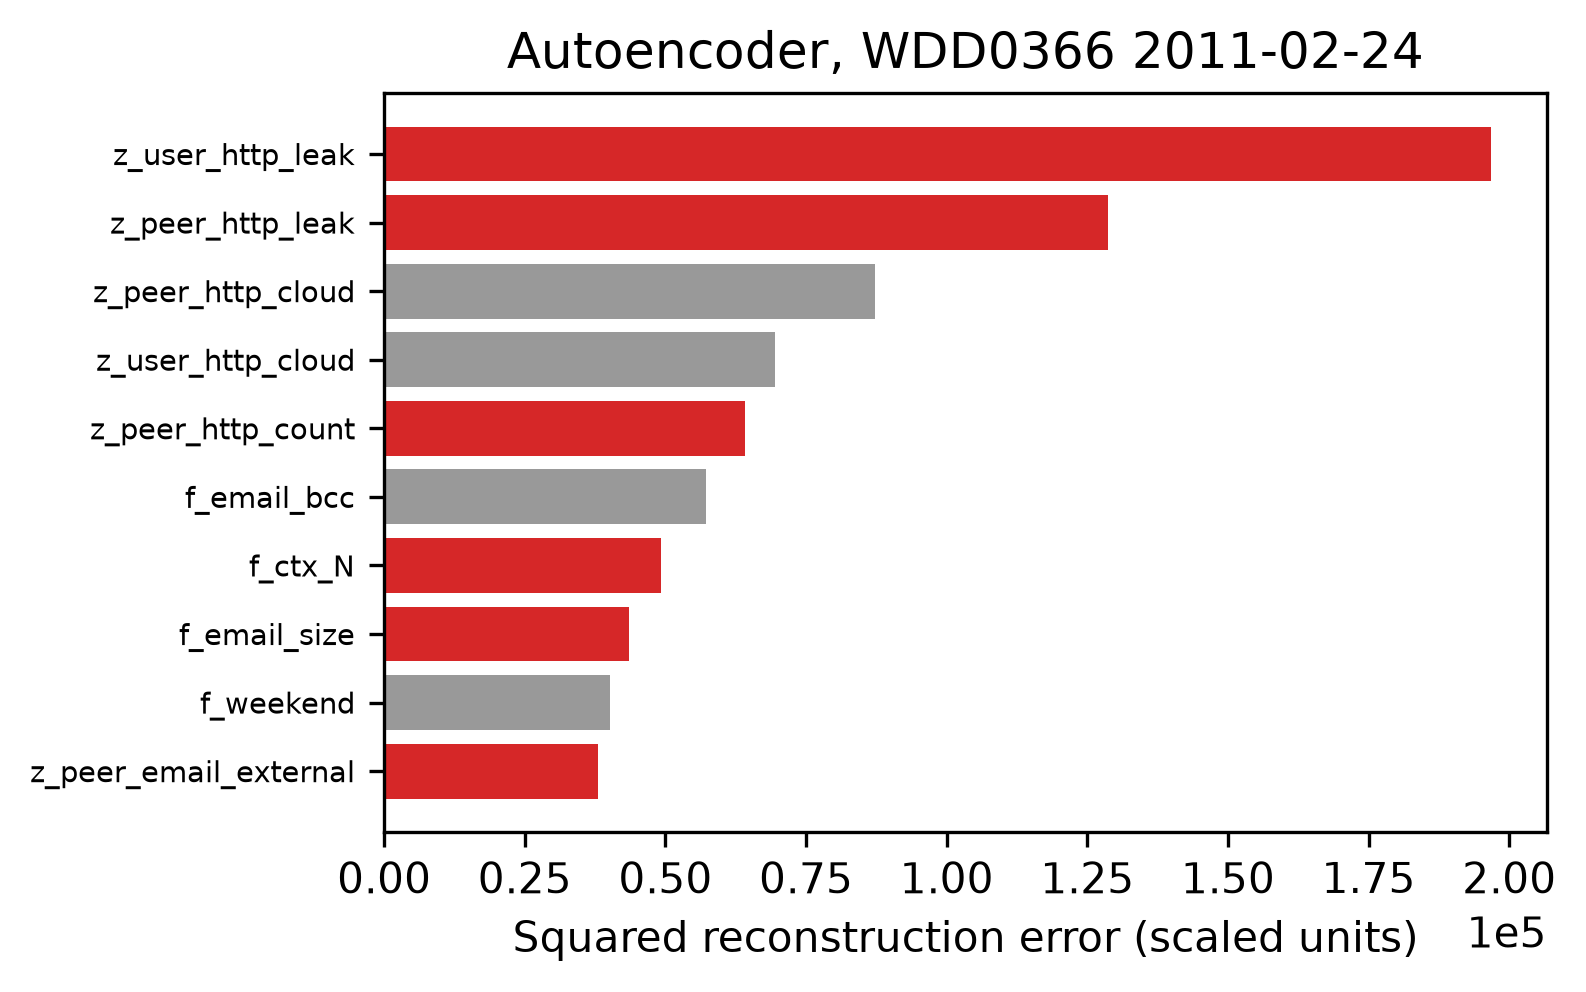 Autoencoder, WDD0366 2011-02-24
z_user_http_leak
z_peer_http_leak
z_peer_http_cloud
z_user_http_cloud
z_peer_http_count
f_email_bcc
f_ctx_N
f_email_size
f_weekend
z_peer_email_external
0.00 0.25 0.50 0.75 1.00 1.25 1.50 1.75 2.00
Squared reconstruction error (scaled units) 1e5